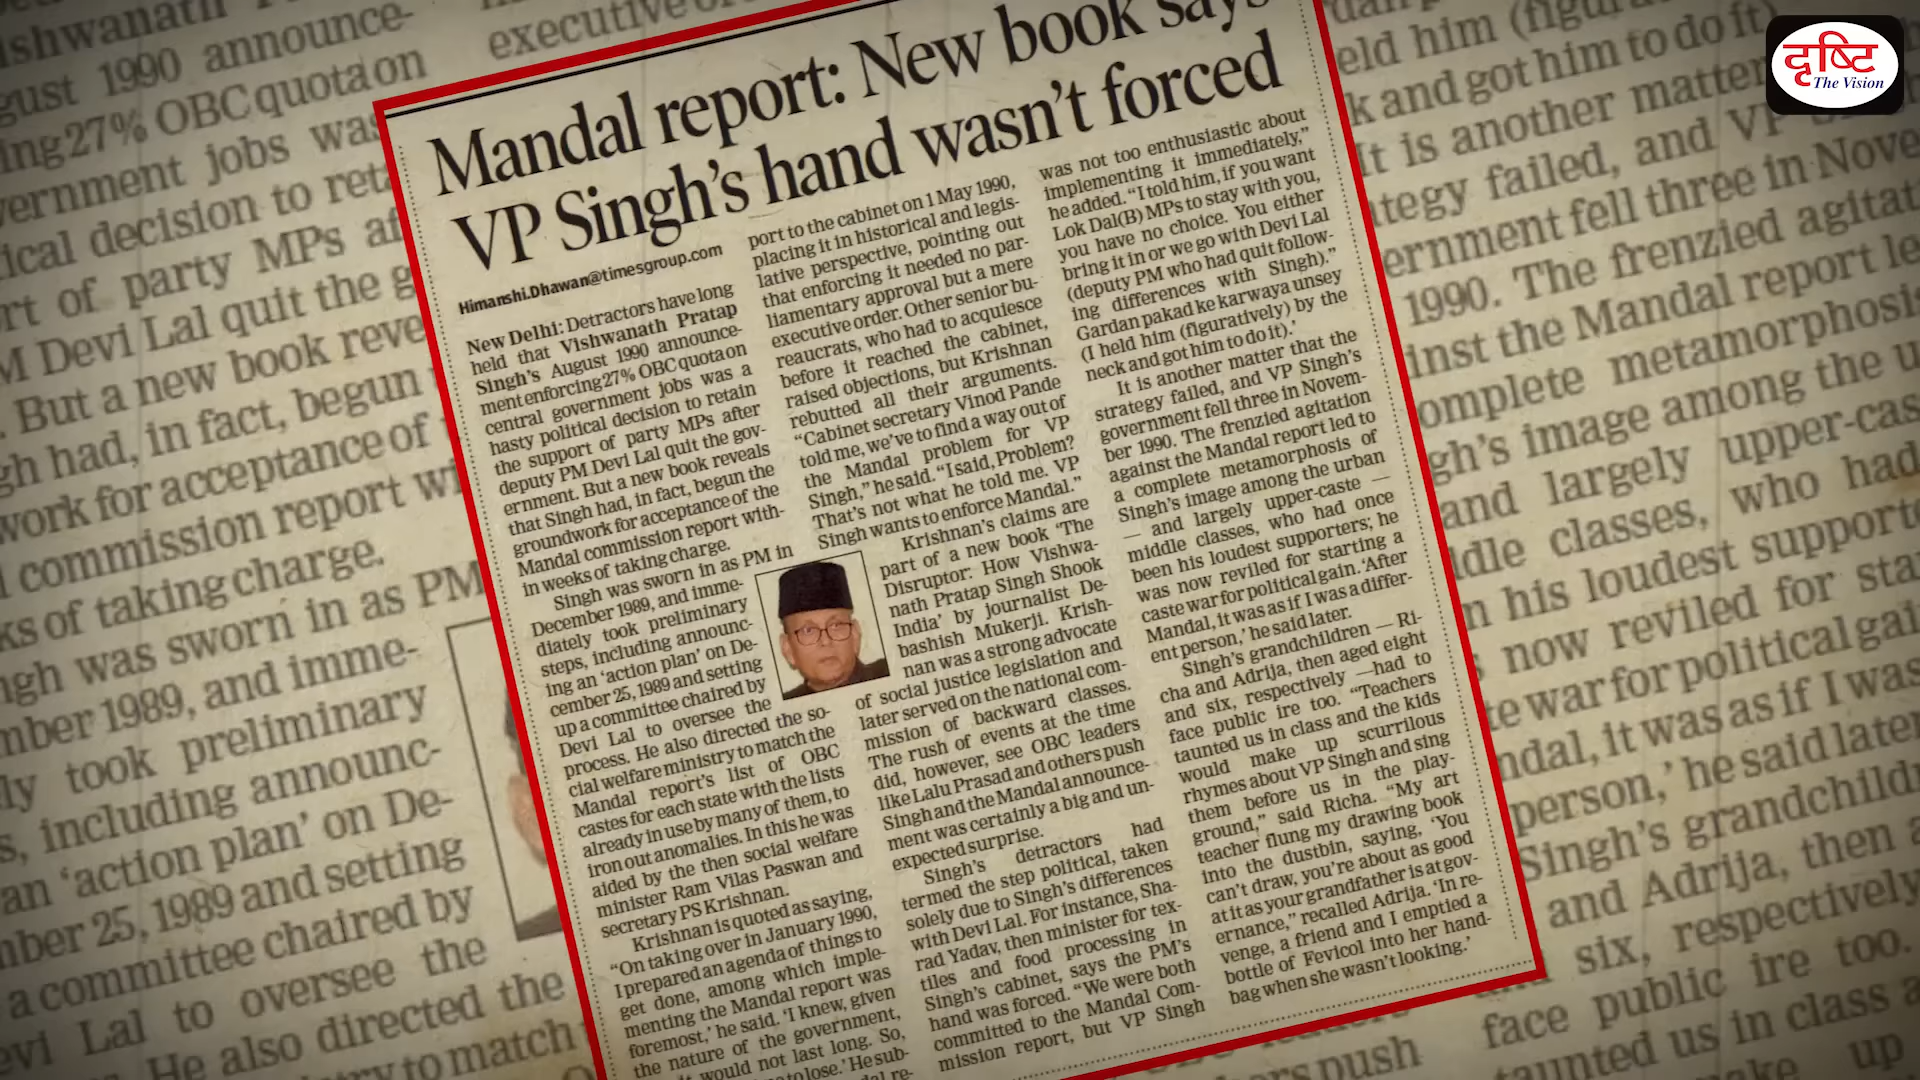 Mandal report: New book says
VP Singh's hand wasn't forced
Himanshi.Dhawan@timesgroup.com
New Delhi: Detractors have long
held that Vishwanath Pratap
Singh's August 1990 announce-
ment enforcing 27% OBC quota on
central government jobs was a
hasty political decision to retain
the support of party MPs after
deputy PM Devi Lal quit the gov-
ernment. But a new book reveals
that Singh had, in fact, begun the
groundwork for acceptance of the
Mandal commission report with-
in weeks of taking charge.
Singh was sworn in as PM in
December 1989, and imme-
diately took preliminary
steps, including announc-
ing an 'action plan' on De-
cember 25, 1989 and setting
up a committee chaired by
Devi Lal to oversee the
process. He also directed the so-
cial welfare ministry to match the
Mandal report's list of OBC
castes for each state with the lists
already in use by many of them, to
iron out anomalies. In this he was
aided by the then social welfare
minister Ram Vilas Paswan and
secretary PS Krishnan.
Krishnan is quoted as saying,
"On taking over in January 1990,
I prepared an agenda of things to
get done, among which imple-
menting the Mandal report was
foremost,' he said. 'I knew, given
the nature of the government,
it would not last long. So,
to lose.' He sub-
port to the cabinet on 1 May 1990,
placing it in historical and legis-
lative perspective, pointing out
that enforcing it needed no par-
liamentary approval but a mere
executive order. Other senior bu-
reaucrats, who had to acquiesce
before it reached the cabinet,
raised objections, but Krishnan
rebutted all their arguments.
"Cabinet secretary Vinod Pande
told me, we've to find a way out of
the Mandal problem for VP
Singh," he said. "I said, Problem?
That's not what he told me. VP
Singh wants to enforce Mandal."
Krishnan's claims are
part of a new book 'The
Disruptor: How Vishwa-
nath Pratap Singh Shook
India' by journalist De-
bashish Mukerji. Krish-
nan was a strong advocate
of social justice legislation and
later served on the national com-
mission of backward classes.
The rush of events at the time
did, however, see OBC leaders
like Lalu Prasad and others push
Singh and the Mandal announce-
ment was certainly a big and un-
expected surprise.
Singh's detractors had
termed the step political, taken
solely due to Singh's differences
with Devi Lal. For instance, Sha-
rad Yadav, then minister for tex-
tiles and food processing in
Singh's cabinet, says the PM's
hand was forced. "We were both
committed to the Mandal Com-
mission report, but VP Singh
was not too enthusiastic about
implementing it immediately,"
he added. "I told him, if you want
Lok Dal(B) MPs to stay with you,
you have no choice. You either
bring it in or we go with Devi Lal
(deputy PM who had quit follow-
ing differences with Singh)."
Gardan pakad ke karwaya unsey
(I held him (figuratively) by the
neck and got him to do it).'
It is another matter that the
strategy failed, and VP Singh's
government fell three in Novem-
ber 1990. The frenzied agitation
against the Mandal report led to
a complete metamorphosis of
Singh's image among the urban
— and largely upper-caste —
middle classes, who had once
been his loudest supporters; he
was now reviled for starting a
caste war for political gain. 'After
Mandal, it was as if I was a differ-
ent person,' he said later.
Singh's grandchildren — Ri-
cha and Adrija, then aged eight
and six, respectively —had to
face public ire too. "Teachers
taunted us in class and the kids
would make up scurrilous
rhymes about VP Singh and sing
them before us in the play-
ground," said Richa. "My art
teacher flung my drawing book
into the dustbin, saying, 'You
can't draw, you're about as good
at it as your grandfather is at gov-
ernance," recalled Adrija. 'In re-
venge, a friend and I emptied a
bottle of Fevicol into her hand-
bag when she wasn't looking.'
दृष्टि
The Vision